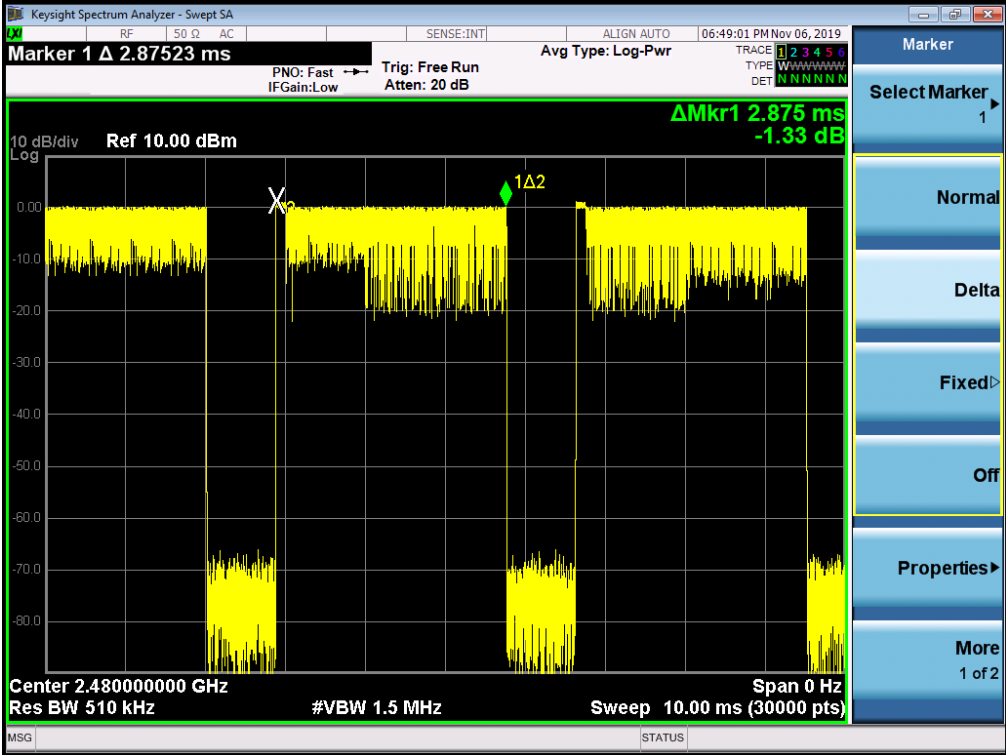 Keysight Spectrum Analyzer - Swept SA
LXI RF 50 Ω AC SENSE:INT ALIGN AUTO 06:49:01 PM Nov 06, 2019
Marker 1 Δ 2.87523 ms
PNO: Fast
IFGain:Low
Trig: Free Run
Atten: 20 dB
Avg Type: Log-Pwr
TRACE 1 2 3 4 5 6
TYPE WWWWWW
DET N N N N N N
ΔMkr1 2.875 ms
-1.33 dB
10 dB/div Ref 10.00 dBm
Log
1Δ2
X2
0.00
-10.0
-20.0
-30.0
-40.0
-50.0
-60.0
-70.0
-80.0
Center 2.480000000 GHz Span 0 Hz
Res BW 510 kHz #VBW 1.5 MHz Sweep 10.00 ms (30000 pts)
MSG STATUS
Marker
Select Marker
1
Normal
Delta
Fixed
Off
Properties
More
1 of 2